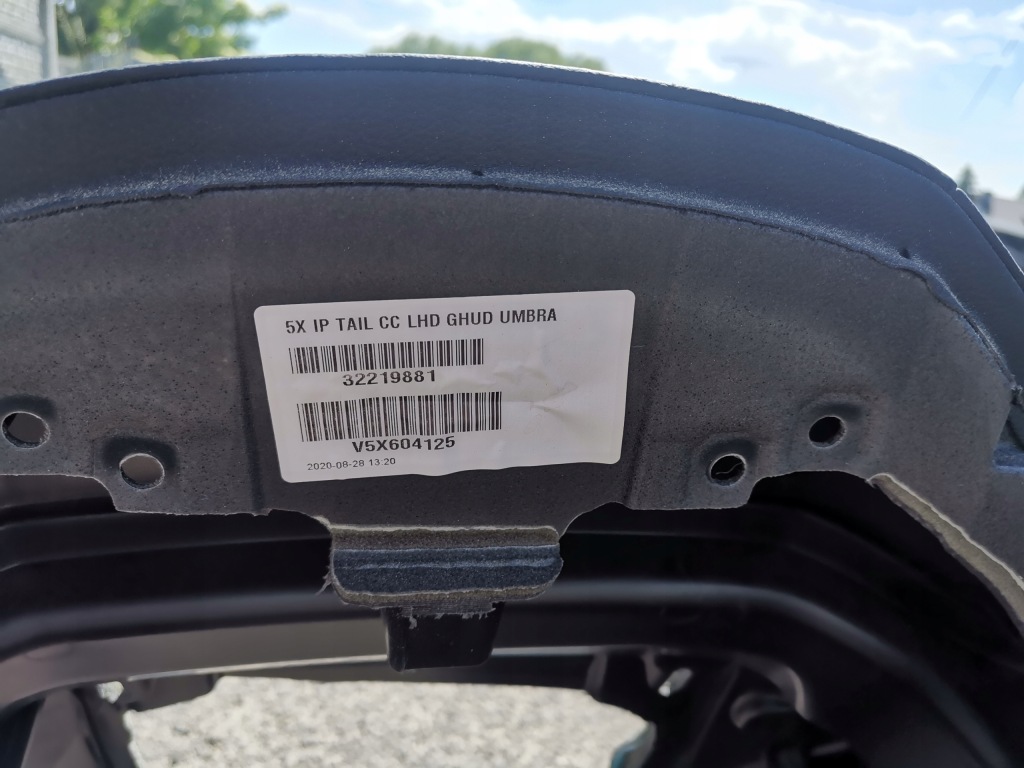 5X IP TAIL CC LHD GHUD UMBRA
32219881
V5X604125
2020-08-28 13:20